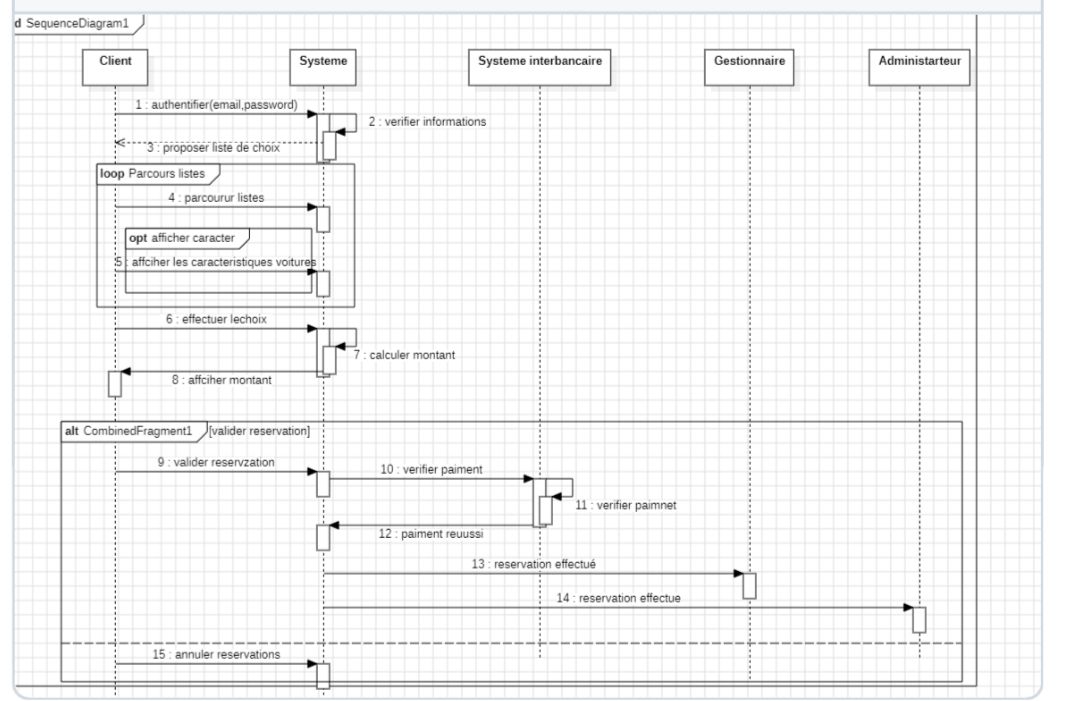 d SequenceDiagram1
Client
Systeme
Systeme interbancaire
Gestionnaire
Administarteur
1 : authentifier(email,password)
2 : verifier informations
3 : proposer liste de choix
loop Parcours listes
4 : parcourur listes
opt afficher caracter
5 : affciher les caracteristiques voitures
6 : effectuer lechoix
7 : calculer montant
8 : affciher montant
alt CombinedFragment1 [valider reservation]
9 : valider reservzation
10 : verifier paiment
11 : verifier paimnet
12 : paiment reuussi
13 : reservation effectué
14 : reservation effectue
15 : annuler reservations